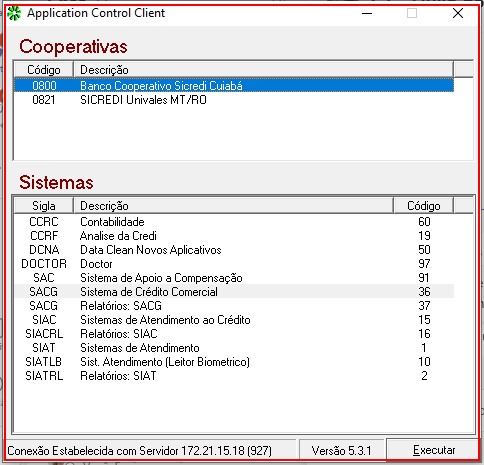 Application Control Client
Cooperativas
Código Descrição
0800 Banco Cooperativo Sicredi Cuiabá
0821 SICREDI Univales MT/RO
Sistemas
Sigla Descrição Código
CCRC Contabilidade 60
CCRF Analise da Credi 19
DCNA Data Clean Novos Aplicativos 50
DOCTOR Doctor 97
SAC Sistema de Apoio a Compensação 91
SACG Sistema de Crédito Comercial 36
SACG Relatórios: SACG 37
SIAC Sistemas de Atendimento ao Crédito 15
SIACRL Relatórios: SIAC 16
SIAT Sistemas de Atendimento 1
SIATLB Sist. Atendimento (Leitor Biometrico) 10
SIATRL Relatórios: SIAT 2
Conexão Estabelecida com Servidor 172.21.15.18 (927) Versão 5.3.1 Executar